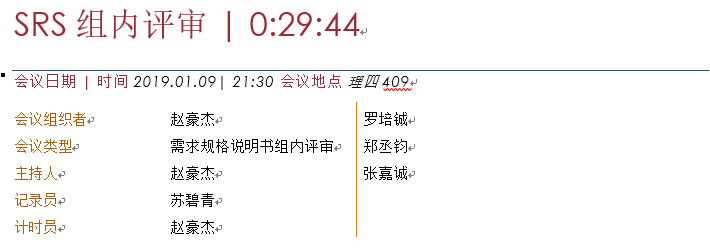 SRS 组内评审 | 0:29:44
会议日期 | 时间 2019.01.09| 21:30 会议地点 理四 409
会议组织者 赵豪杰 罗培铖
会议类型 需求规格说明书组内评审 郑丞钧
主持人 赵豪杰 张嘉诚
记录员 苏碧青
计时员 赵豪杰